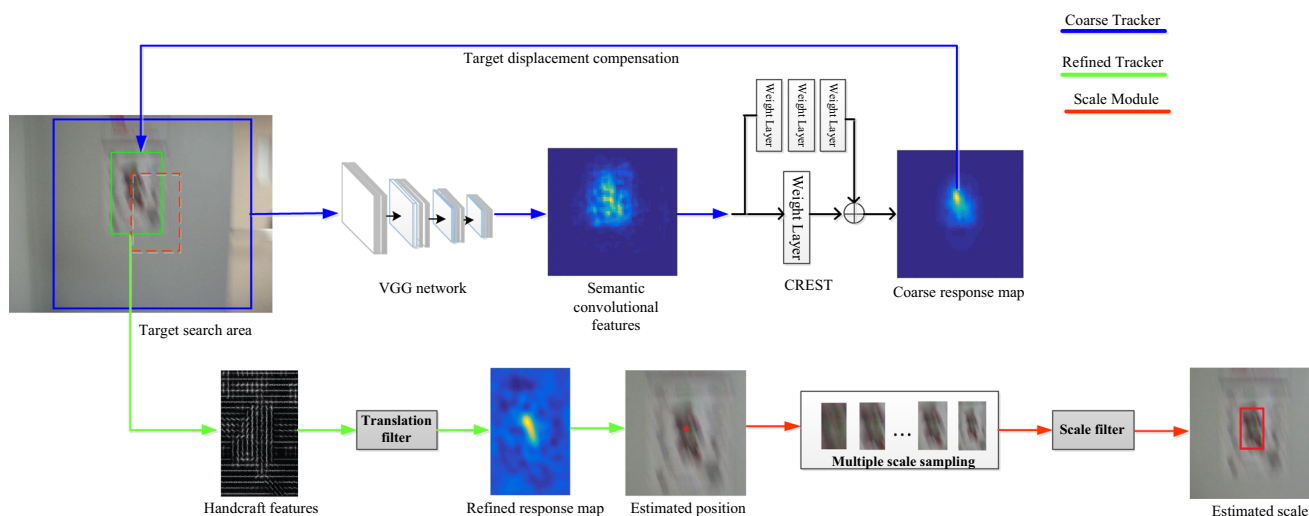 Coarse Tracker
Target displacement compensation
Refined Tracker
Scale Module
Weight Layer
Weight Layer
Weight Layer
Weight Layer
VGG network
Semantic
convolutional
features
CREST
Coarse response map
Target search area
Translation
filter
...
Multiple scale sampling
Scale filter
Handcraft features
Refined response map
Estimated position
Estimated scale